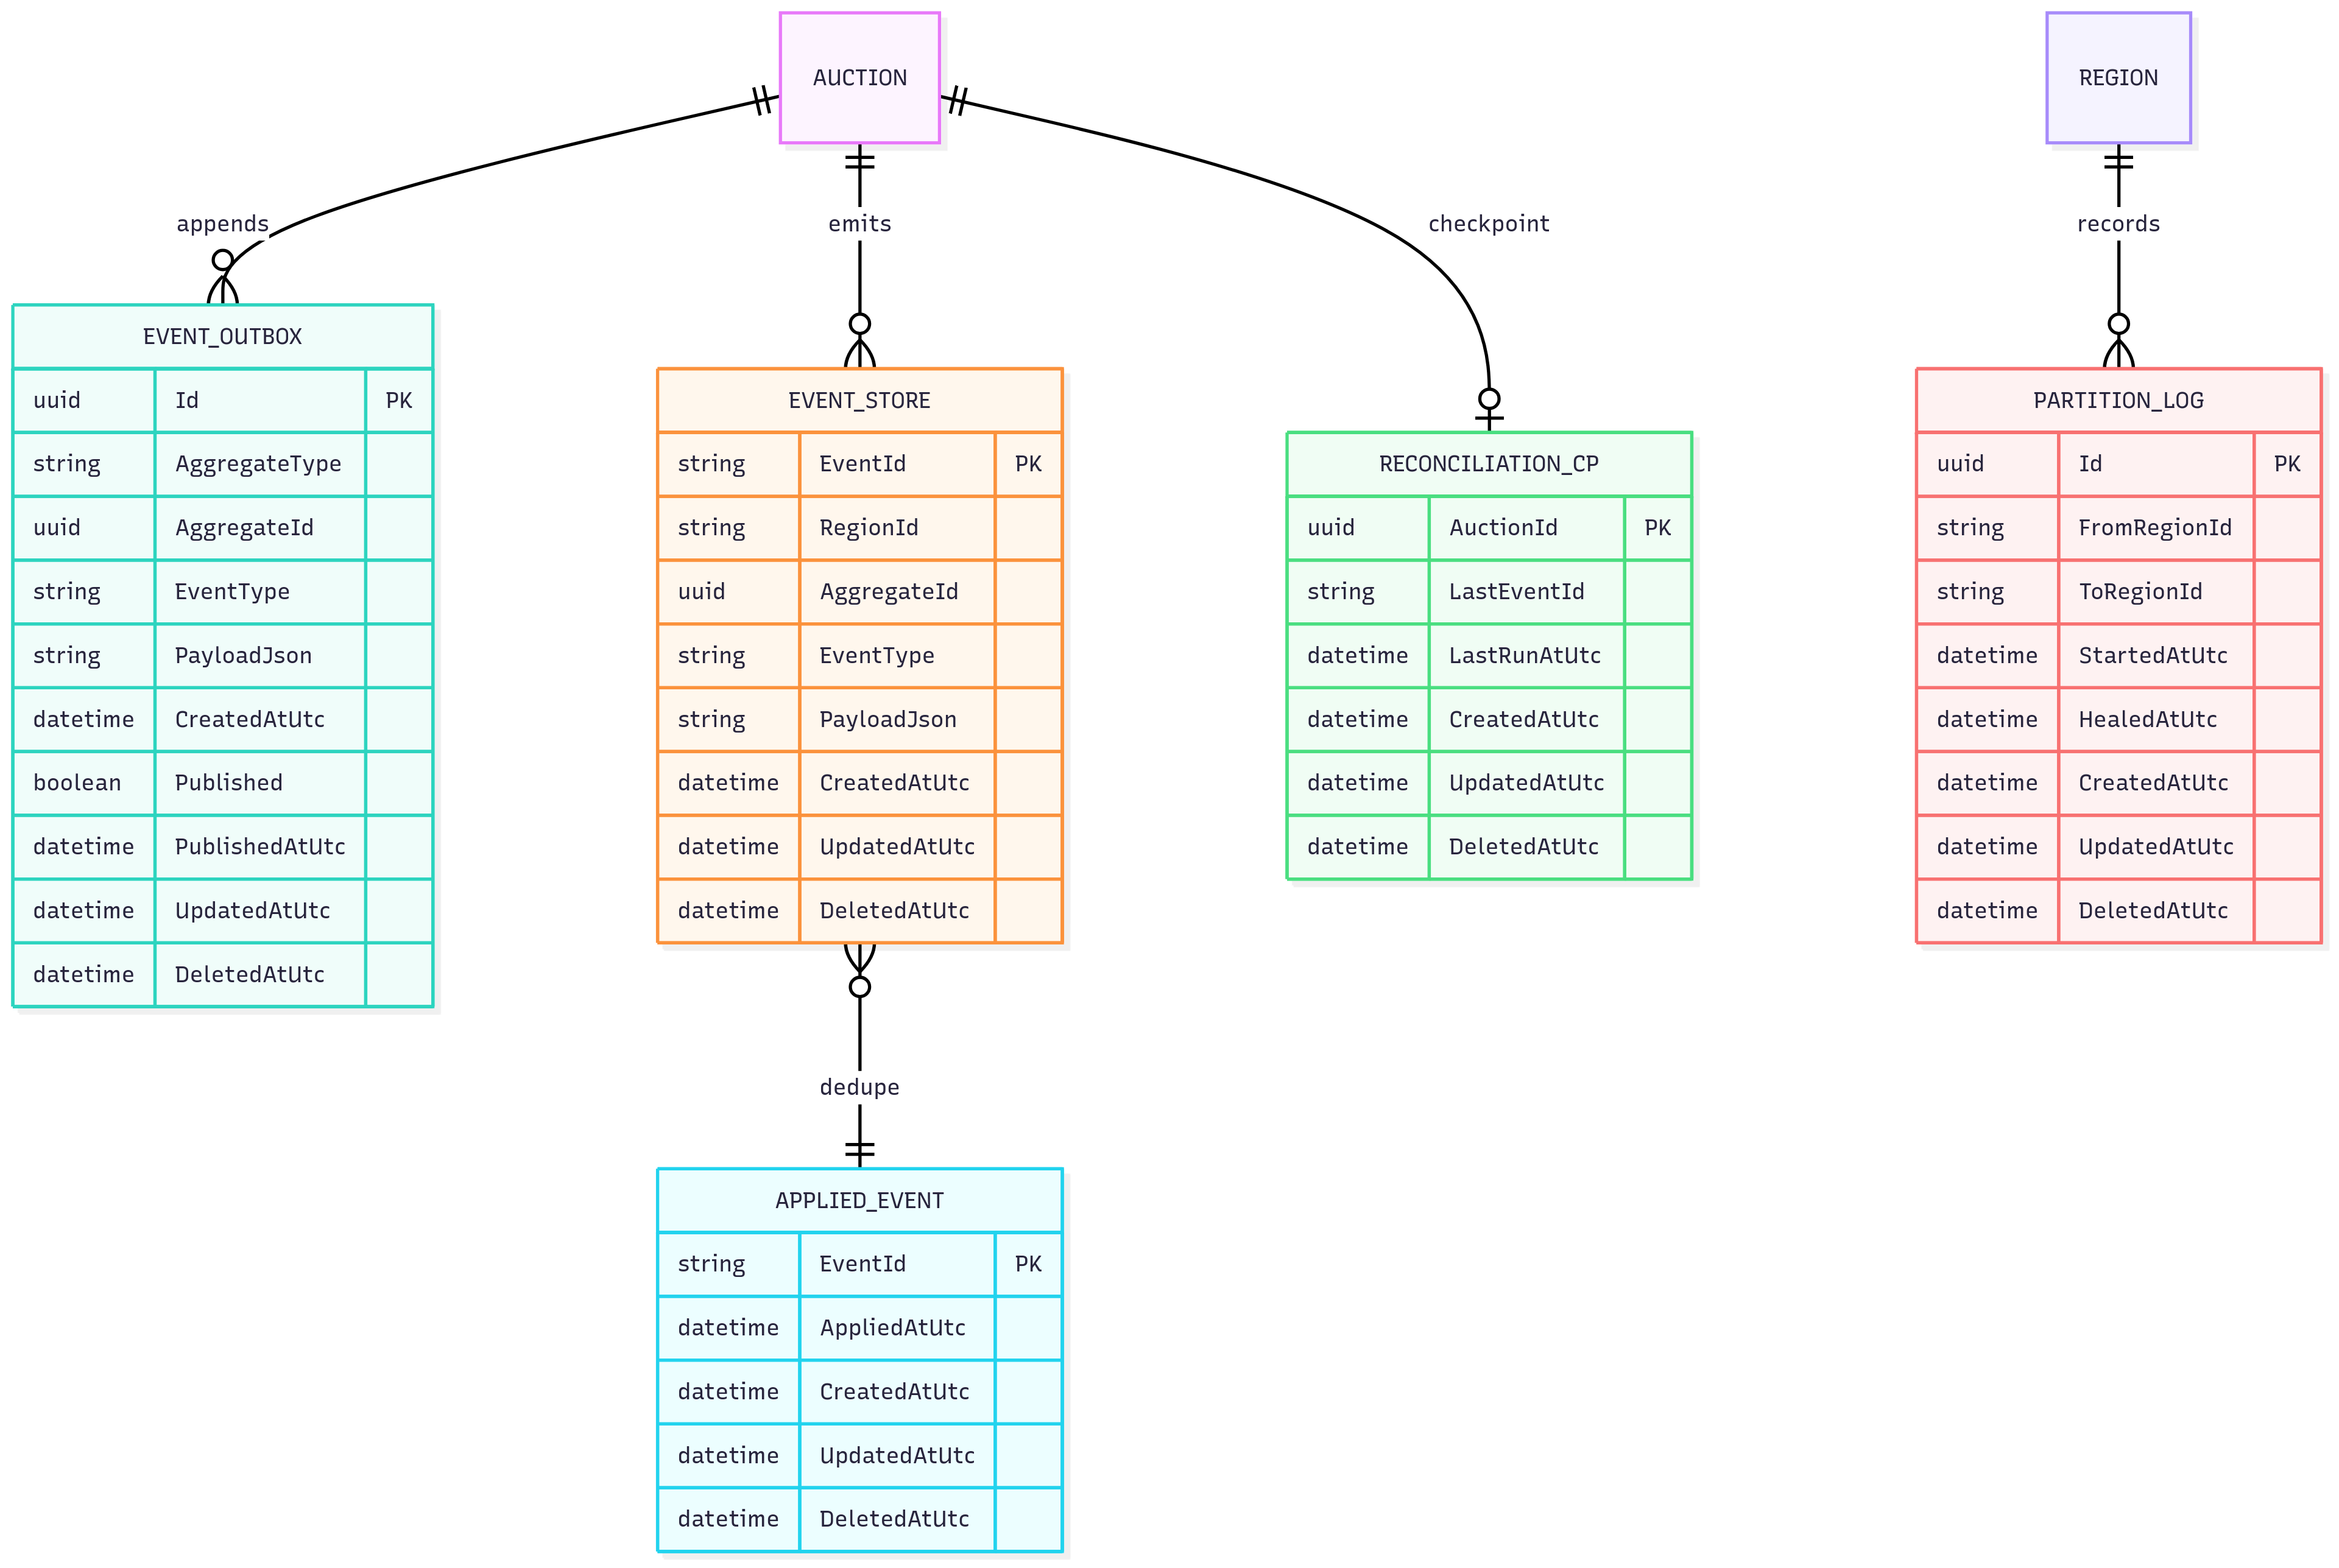 AUCTION
REGION
appends
emits
checkpoint
records
EVENT_OUTBOX
uuid Id PK
string AggregateType
uuid AggregateId
string EventType
string PayloadJson
datetime CreatedAtUtc
boolean Published
datetime PublishedAtUtc
datetime UpdatedAtUtc
datetime DeletedAtUtc
EVENT_STORE
string EventId PK
string RegionId
uuid AggregateId
string EventType
string PayloadJson
datetime CreatedAtUtc
datetime UpdatedAtUtc
datetime DeletedAtUtc
RECONCILIATION_CP
uuid AuctionId PK
string LastEventId
datetime LastRunAtUtc
datetime CreatedAtUtc
datetime UpdatedAtUtc
datetime DeletedAtUtc
PARTITION_LOG
uuid Id PK
string FromRegionId
string ToRegionId
datetime StartedAtUtc
datetime HealedAtUtc
datetime CreatedAtUtc
datetime UpdatedAtUtc
datetime DeletedAtUtc
dedupe
APPLIED_EVENT
string EventId PK
datetime AppliedAtUtc
datetime CreatedAtUtc
datetime UpdatedAtUtc
datetime DeletedAtUtc